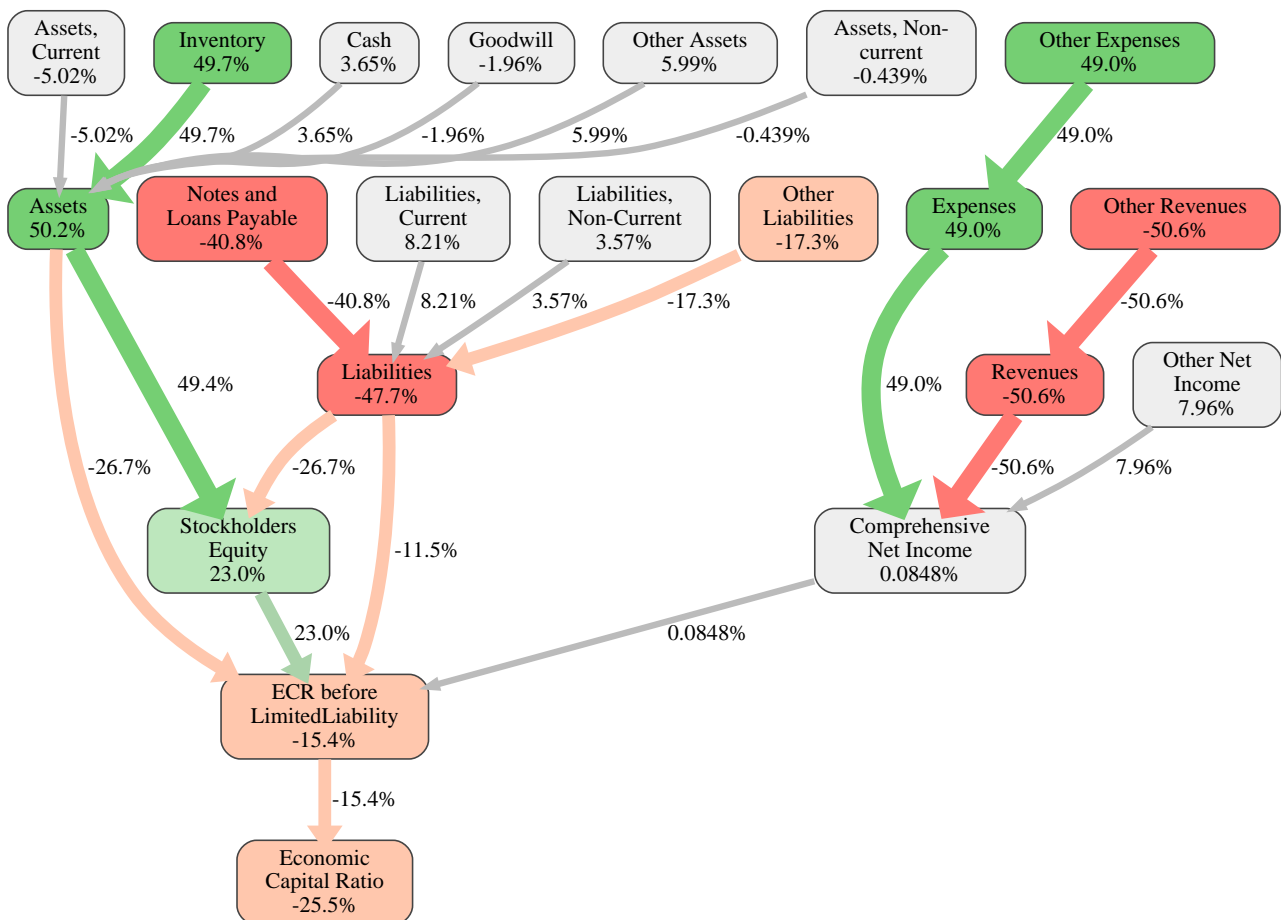 Assets,
Current
-5.02%
Inventory
49.7%
Cash
3.65%
Goodwill
-1.96%
Other Assets
5.99%
Assets, Non-
current
-0.439%
Other Expenses
49.0%
-5.02%
49.7%
3.65%
-1.96%
5.99%
-0.439%
49.0%
Assets
50.2%
Notes and
Loans Payable
-40.8%
Liabilities,
Current
8.21%
Liabilities,
Non-Current
3.57%
Other
Liabilities
-17.3%
Expenses
49.0%
Other Revenues
-50.6%
-40.8%
8.21%
3.57%
-17.3%
-50.6%
Liabilities
-47.7%
Revenues
-50.6%
Other Net
Income
7.96%
49.4%
49.0%
-26.7%
-26.7%
-50.6%
7.96%
Stockholders
Equity
23.0%
-11.5%
Comprehensive
Net Income
0.0848%
23.0%
0.0848%
ECR before
LimitedLiability
-15.4%
-15.4%
Economic
Capital Ratio
-25.5%